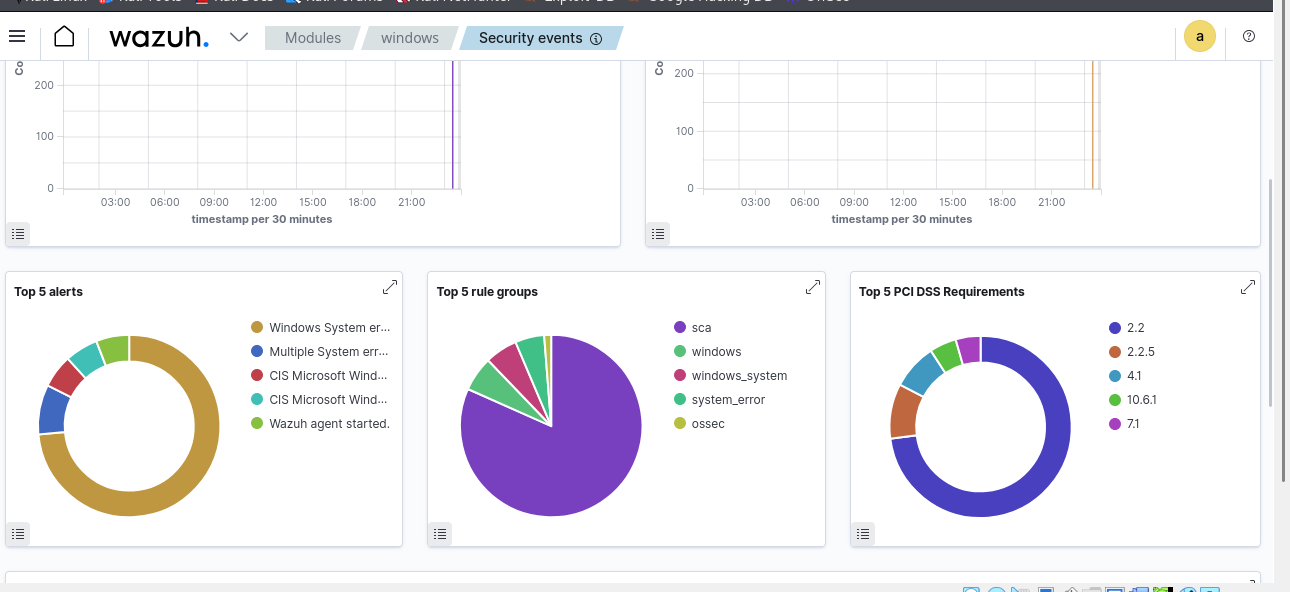 wazuh.
Modules
windows
Security events
a
Co
200
100
0
03:00 06:00 09:00 12:00 15:00 18:00 21:00
timestamp per 30 minutes
Co
200
100
0
03:00 06:00 09:00 12:00 15:00 18:00 21:00
timestamp per 30 minutes
Top 5 alerts
Windows System er...
Multiple System err...
CIS Microsoft Wind...
CIS Microsoft Wind...
Wazuh agent started.
Top 5 rule groups
sca
windows
windows_system
system_error
ossec
Top 5 PCI DSS Requirements
2.2
2.2.5
4.1
10.6.1
7.1